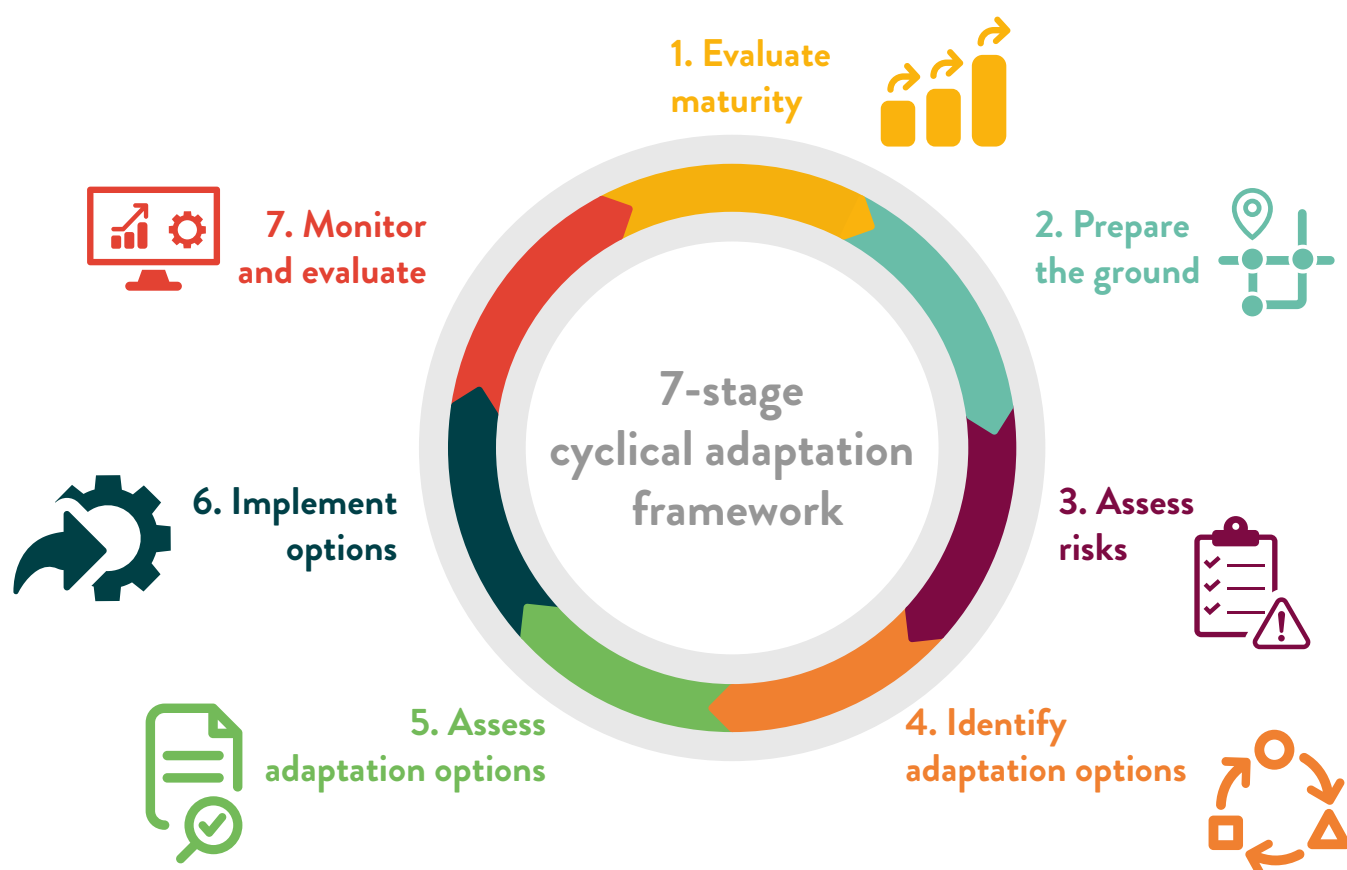 1. Evaluate
maturity
2. Prepare
the ground
3. Assess
risks
4. Identify
adaptation options
5. Assess
adaptation options
6. Implement
options
7. Monitor
and evaluate
7-stage
cyclical adaptation
framework